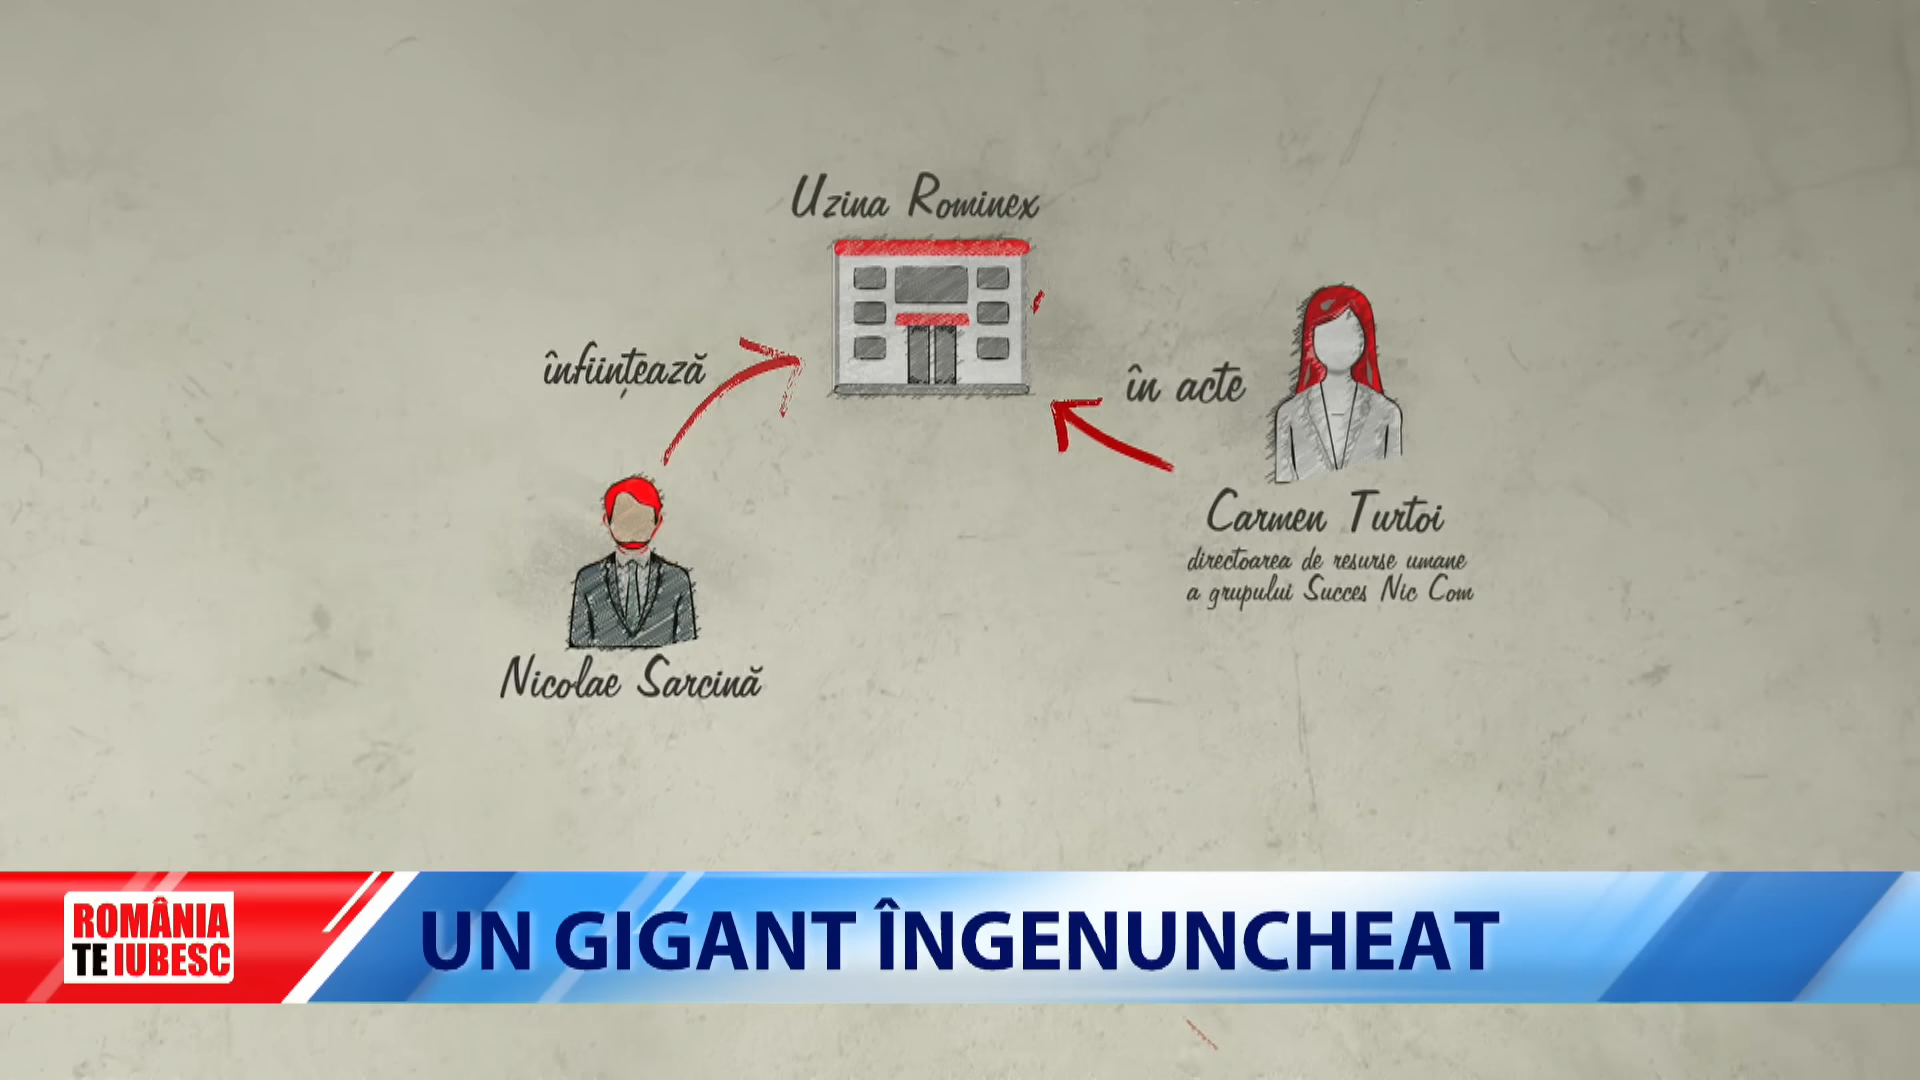 Uzina Rominex
înființează
în acte
Carmen Turtoi
directoarea de resurse umane
a grupului Succes Nic Com
Nicolae Sarcină
ROMÂNIA
TE IUBESC
UN GIGANT ÎNGENUNCHEAT